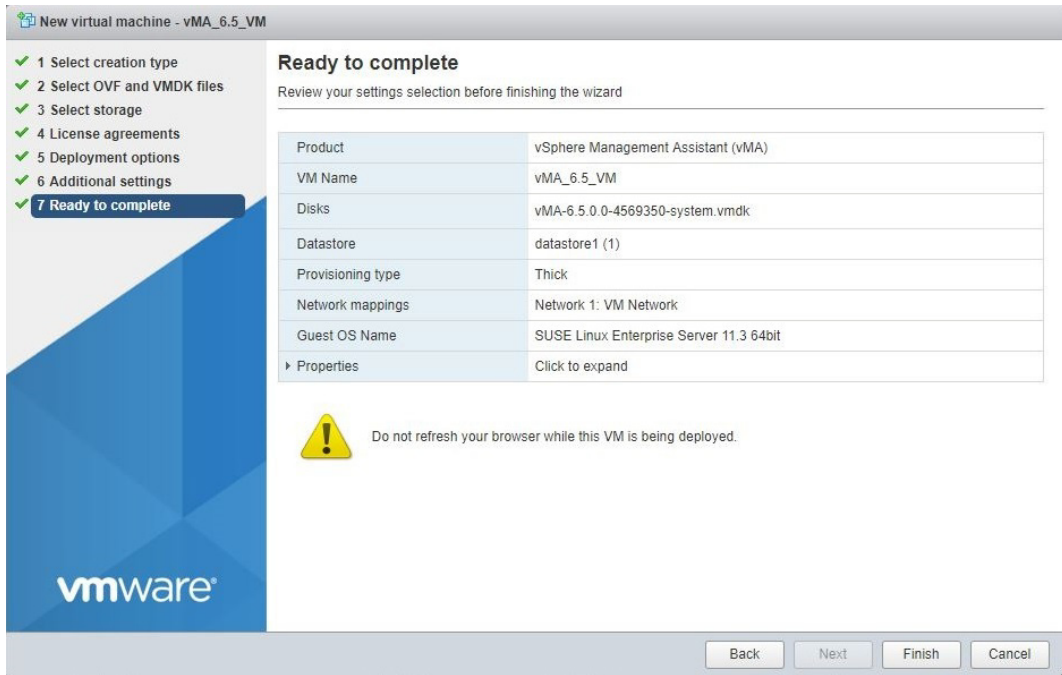 New virtual machine - vMA_6.5_VM
1 Select creation type
2 Select OVF and VMDK files
3 Select storage
4 License agreements
5 Deployment options
6 Additional settings
7 Ready to complete
vmware®
Ready to complete
Review your settings selection before finishing the wizard
Product vSphere Management Assistant (vMA)
VM Name vMA_6.5_VM
Disks vMA-6.5.0.0-4569350-system.vmdk
Datastore datastore1 (1)
Provisioning type Thick
Network mappings Network 1: VM Network
Guest OS Name SUSE Linux Enterprise Server 11.3 64bit
Properties Click to expand
Do not refresh your browser while this VM is being deployed.
Back Next Finish Cancel